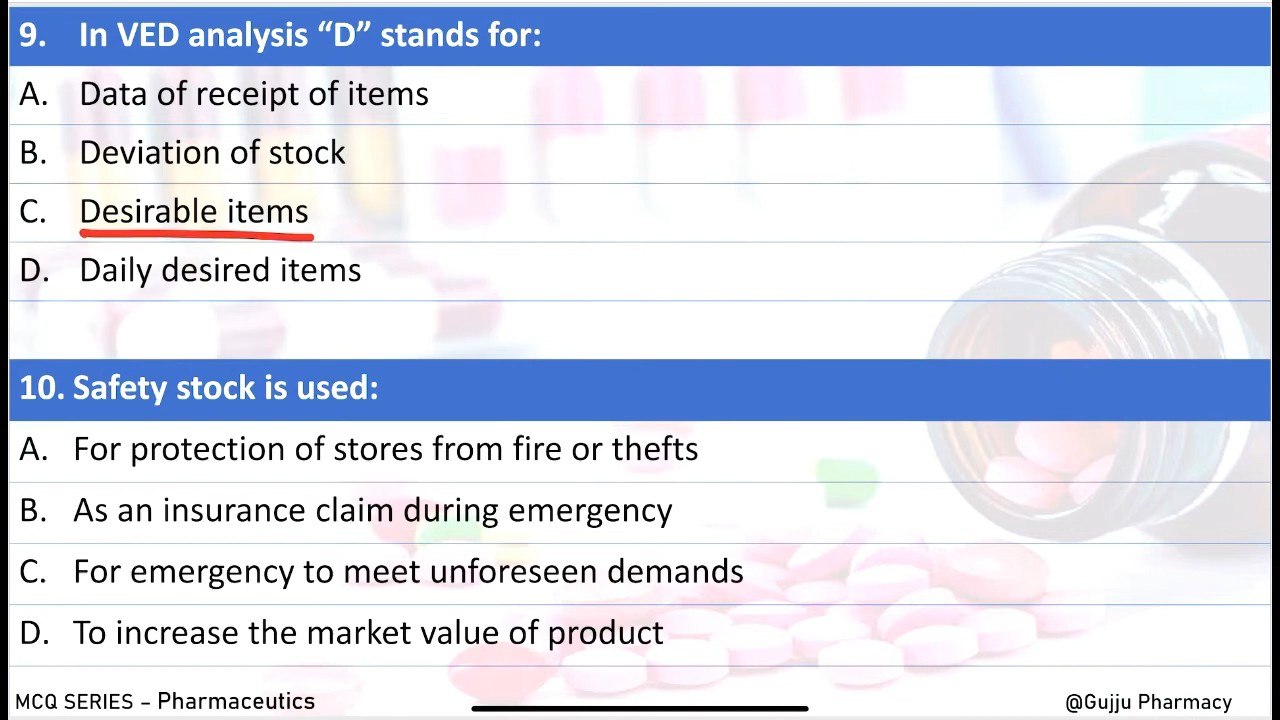 9. In VED analysis “D” stands for:
A. Data of receipt of items
B. Deviation of stock
C. Desirable items
D. Daily desired items
10. Safety stock is used:
A. For protection of stores from fire or thefts
B. As an insurance claim during emergency
C. For emergency to meet unforeseen demands
D. To increase the market value of product
MCQ SERIES – Pharmaceutics
@Gujju Pharmacy